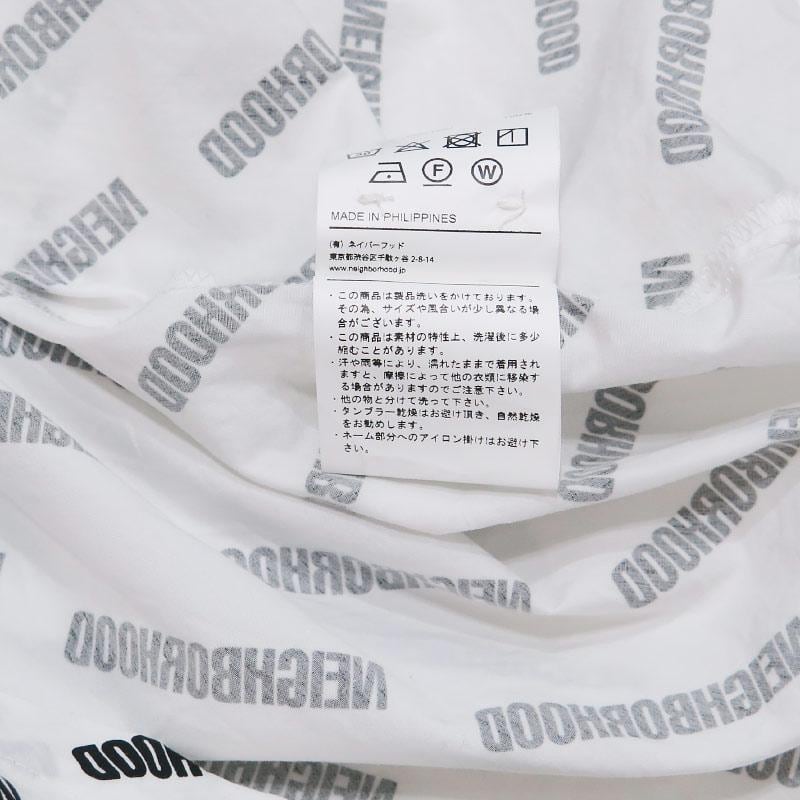 NEIGHBORHOOD
ORHOOD
NEIGH
BORHOOD
ORHOOD
NEIGHB
N
F
W
MADE IN PHILIPPINES
(有) ネイバーフッド
東京都渋谷区千駄ヶ谷 2-8-14
www.neighborhood.jp
・この商品は製品洗いをかけております。
その為、サイズや風合いが少し異なる場
合がございます。
・この商品は素材の特性上、洗濯後に多少
縮むことがあります。
・汗や雨等により、濡れたままで着用され
ますと、摩擦によって他の衣類に移染す
る場合がありますのでご注意下さい。
・他の物と分けて洗って下さい。
・タンブラー乾燥はお避け頂き、自然乾燥
をお勧めします。
・ネーム部分へのアイロン掛けはお避け下
さい。
NEIGHBORHOOD
NEIGHBORHOOD
NEIGHBORHOOD
NEIGHBORHOOD
NEIGHBORHOOD